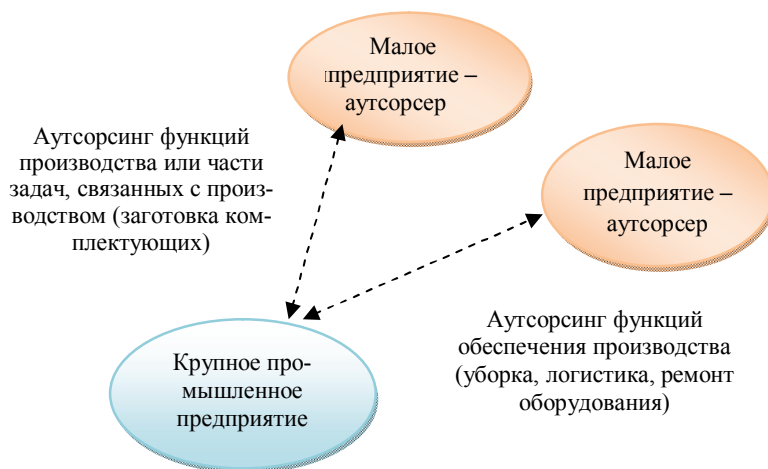 Малое
предприятие –
аутсорсер
Аутсорсинг функций
производства или части
задач, связанных с произ-
водством (заготовка ком-
плектующих)
Малое
предприятие –
аутсорсер
Аутсорсинг функций
обеспечения производства
(уборка, логистика, ремонт
оборудования)
Крупное про-
мышленное
предприятие